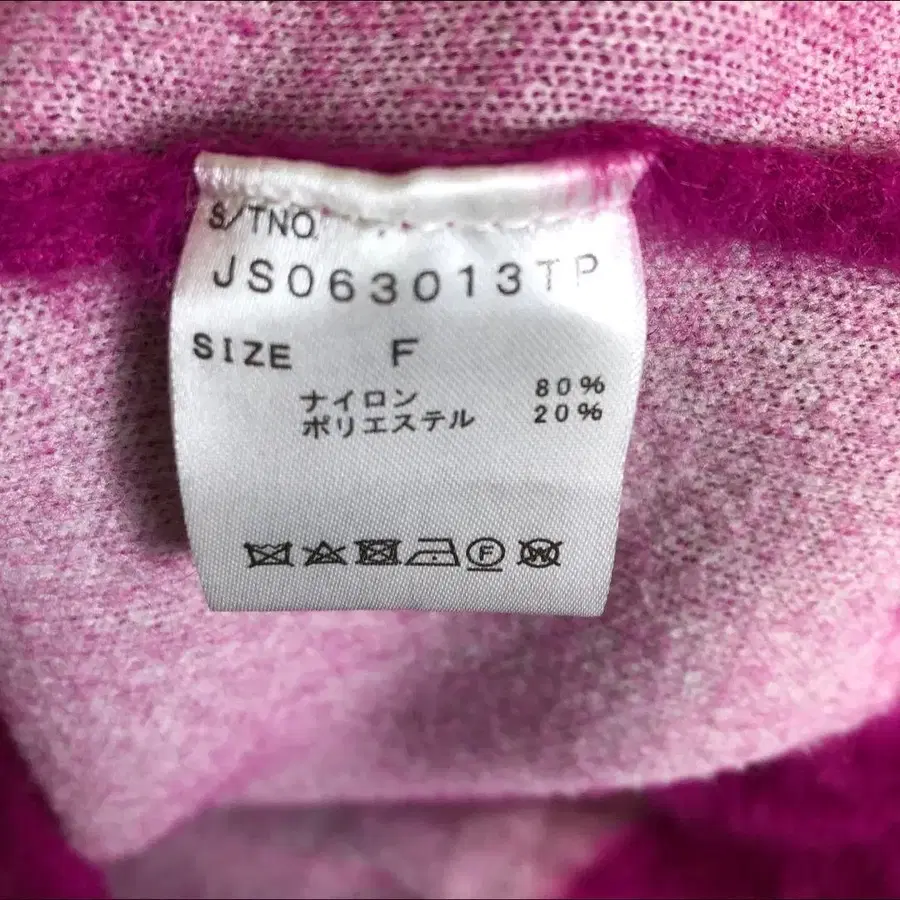 S/TNO.
JS063013TP
SIZE F
ナイロン 80%
ポリエステル 20%
F W